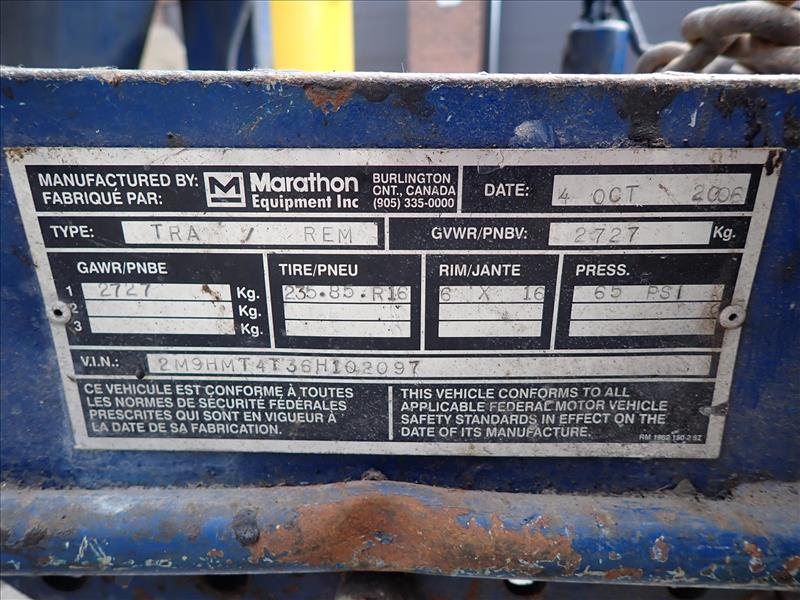 MANUFACTURED BY:
FABRIQUÉ PAR:
Marathon
Equipment Inc
BURLINGTON
ONT., CANADA
(905) 335-0000
DATE: 4 OCT 2006
TYPE: TRA / REM
GVWR/PNBV: 2727 Kg.
GAWR/PNBE TIRE/PNEU RIM/JANTE PRESS.
1 2727 Kg. 235.85.R16 6 X 16 65 PSI
2 Kg.
3 Kg.
V.I.N.: 2M9HMT4T36H102097
CE VEHICULE EST CONFORME À TOUTES
LES NORMES DE SÉCURITÉ FÉDÉRALES
PRESCRITES QUI SONT EN VIGUEUR À
LA DATE DE SA FABRICATION.
THIS VEHICLE CONFORMS TO ALL
APPLICABLE FEDERAL MOTOR VEHICLE
SAFETY STANDARDS IN EFFECT ON THE
DATE OF ITS MANUFACTURE.